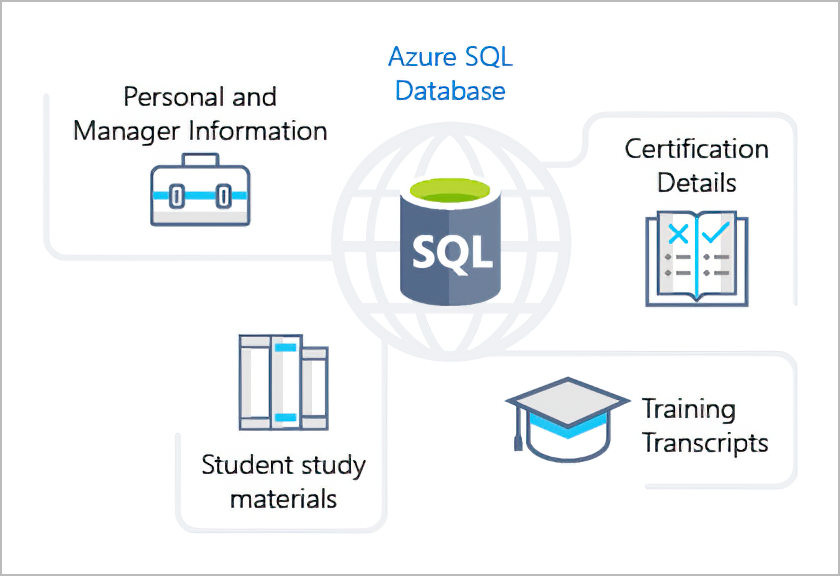 Azure SQL
Database
Personal and
Manager Information
Certification
Details
SQL
Student study
materials
Training
Transcripts